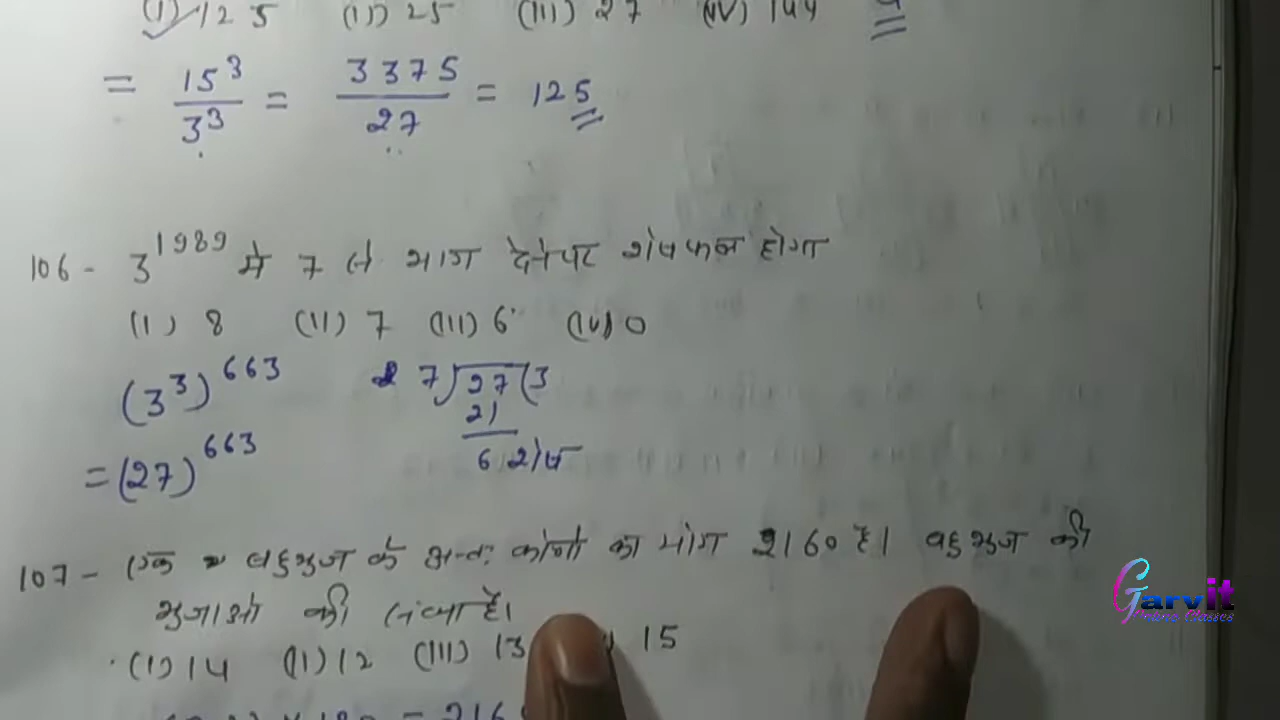 (I) 125 (II) 25 (III) 27 (IV) 144
= 15³/3³ = 3375/27 = 125
106 - 3¹⁹⁸⁹ मे 7 से भाग देने पर शेषफल होगा
(I) 8 (II) 7 (III) 6 (IV) 0
(3³)⁶⁶³ 7)27(3
21
= (27)⁶⁶³ 6 शेष
107 - एक बहुभुज के अन्तः कोणो का योग 2160 है। बहुभुज की
भुजाओ की संख्या है।
(I) 14 (II) 12 (III) 13 15
= 216
Garvit
Classes